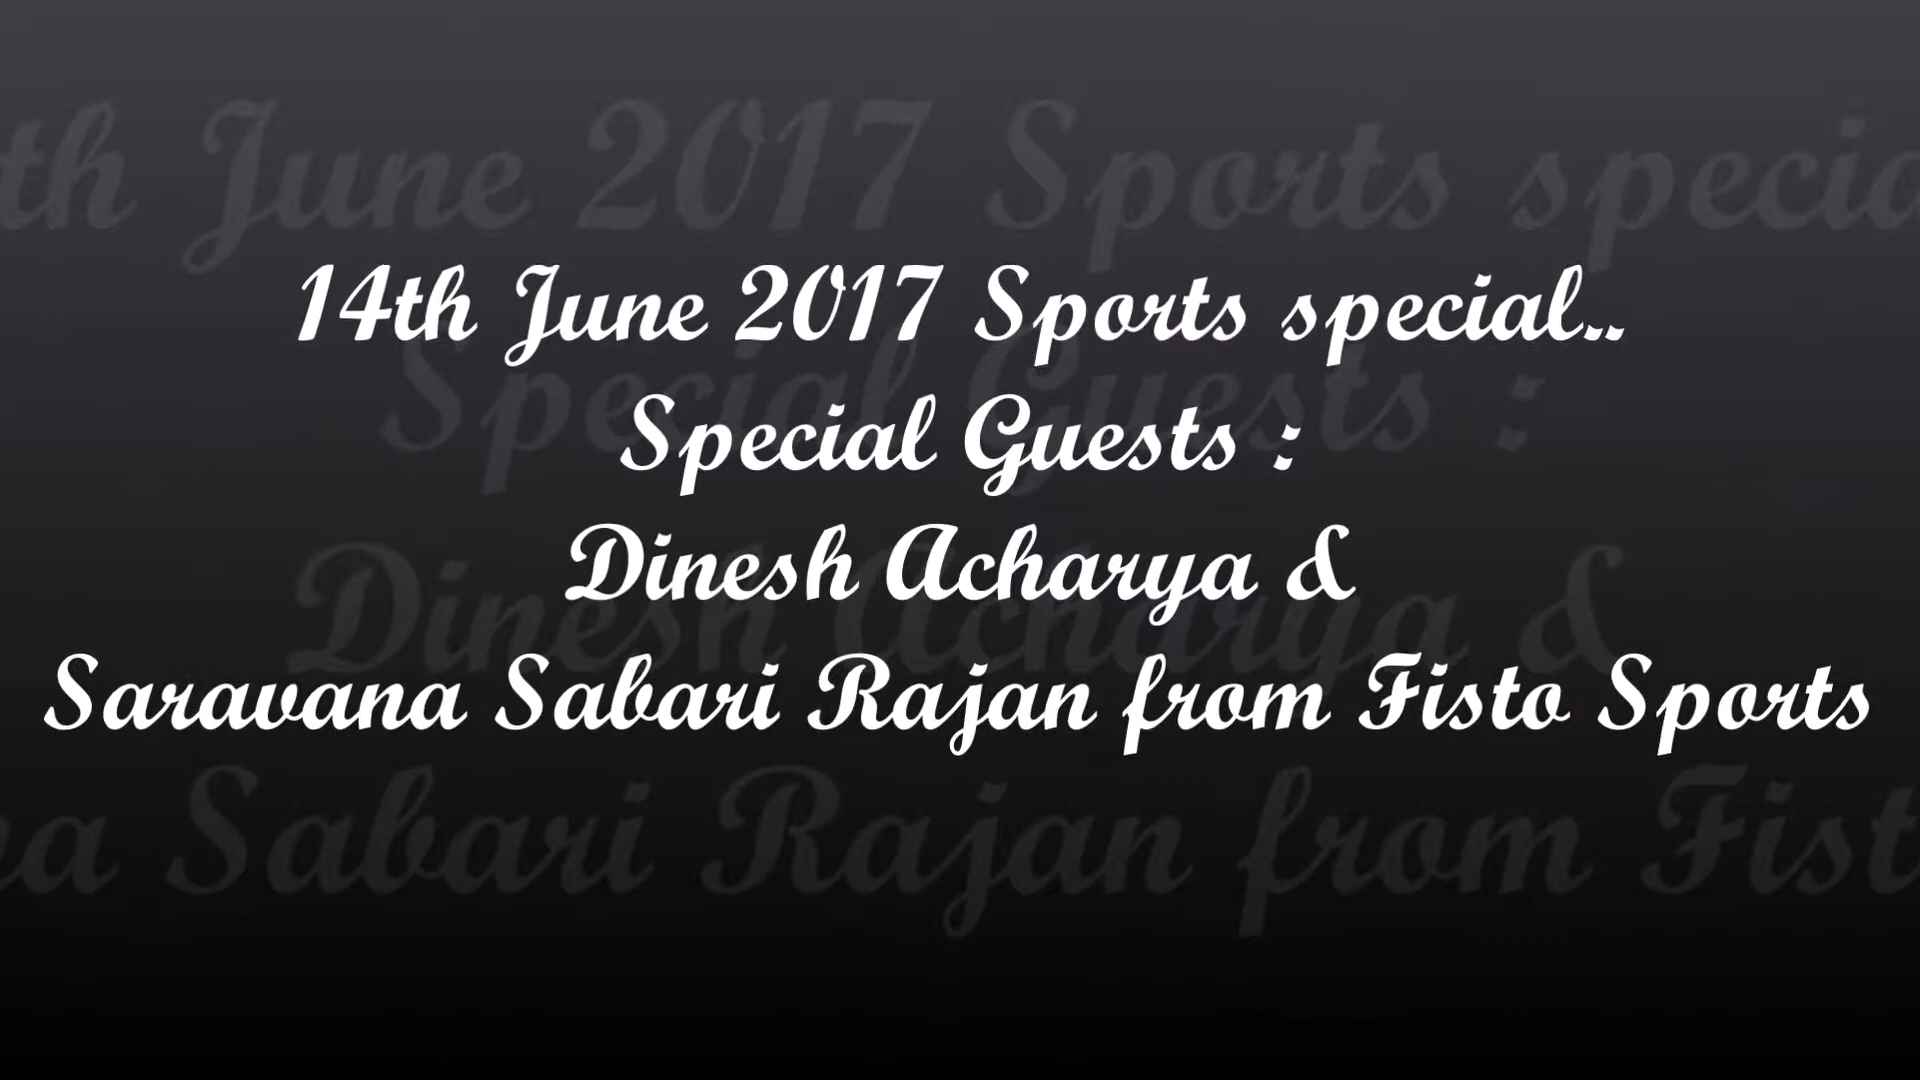 14th June 2017 Sports special..
Special Guests :
Dinesh Acharya &
Saravana Sabari Rajan from Fisto Sports